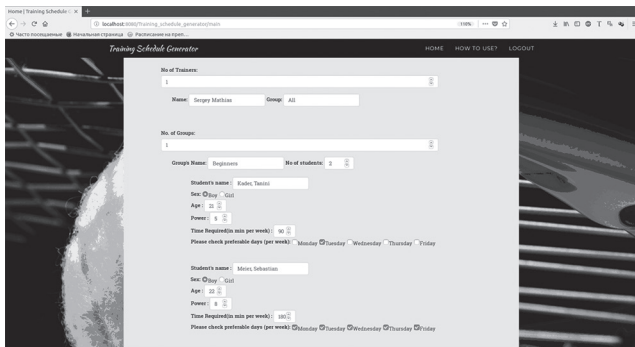 Home | Training Schedule G
localhost:8080/Training_schedule_generator/main
110%
Часто посещаемые Начальная страница Расписание на преп...
Training Schedule Generator HOME HOW TO USE? LOGOUT
No of Trainers:
1
Name: Sergey Mathias Group: All
No. of Groups:
1
Group's Name: Beginners No of students: 2
Student's name : Kader, Tanini
Sex: Boy Girl
Age :
Power : 5
Time Required(in min per week) : 90
Please check preferable days (per week): Monday Tuesday Wednesday Thursday Friday
Student's name : Meier, Sebastian
Sex: Boy Girl
Age : 22
Power : 8
Time Required(in min per week) : 180
Please check preferable days (per week): Monday Tuesday Wednesday Thursday Friday